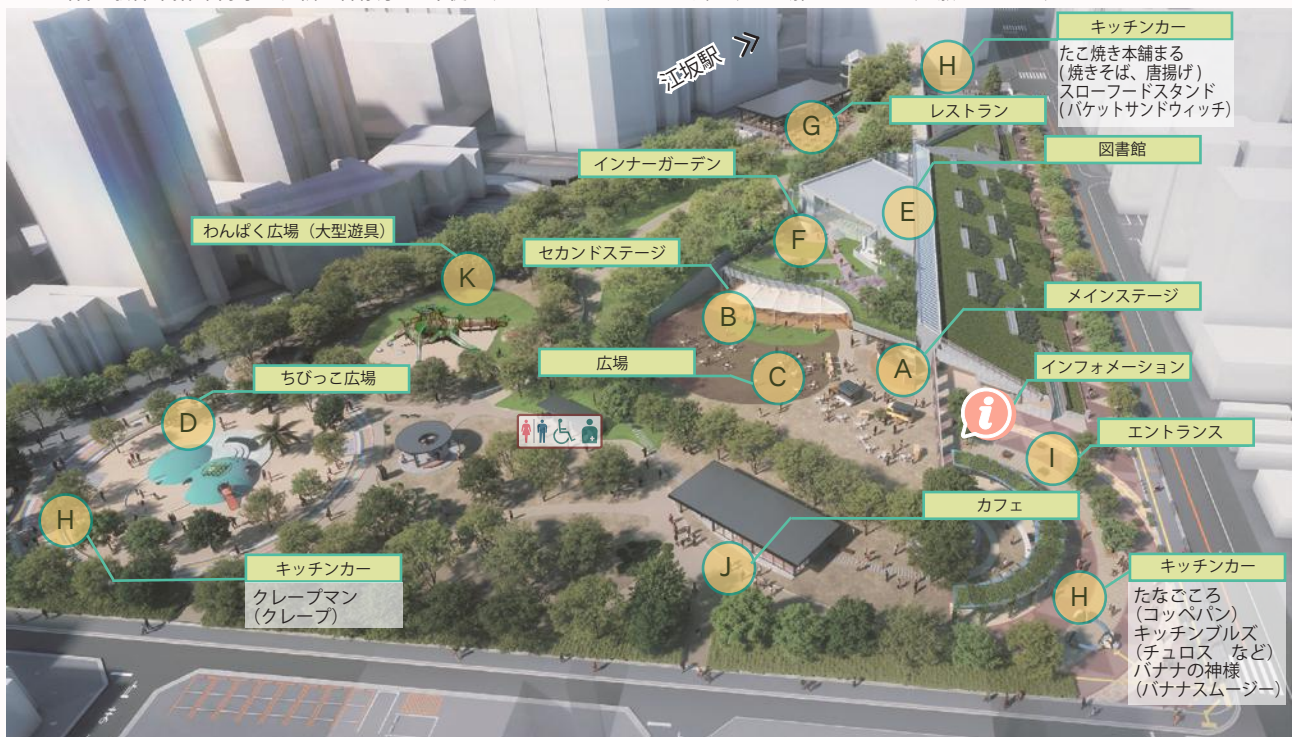 江坂駅
H
キッチンカー
たこ焼き本舗まる
(焼きそば、唐揚げ)
スローフードスタンド
(バケットサンドウィッチ)
G
レストラン
図書館
E
インナーガーデン
F
わんぱく広場(大型遊具)
K
セカンドステージ
B
メインステージ
A
広場
C
インフォメーション
i
ちびっこ広場
D
エントランス
I
カフェ
J
H
キッチンカー
クレープマン
(クレープ)
H
キッチンカー
たなごころ
(コッペパン)
キッチンブルズ
(チュロス など)
バナナの神様
(バナナスムージー)